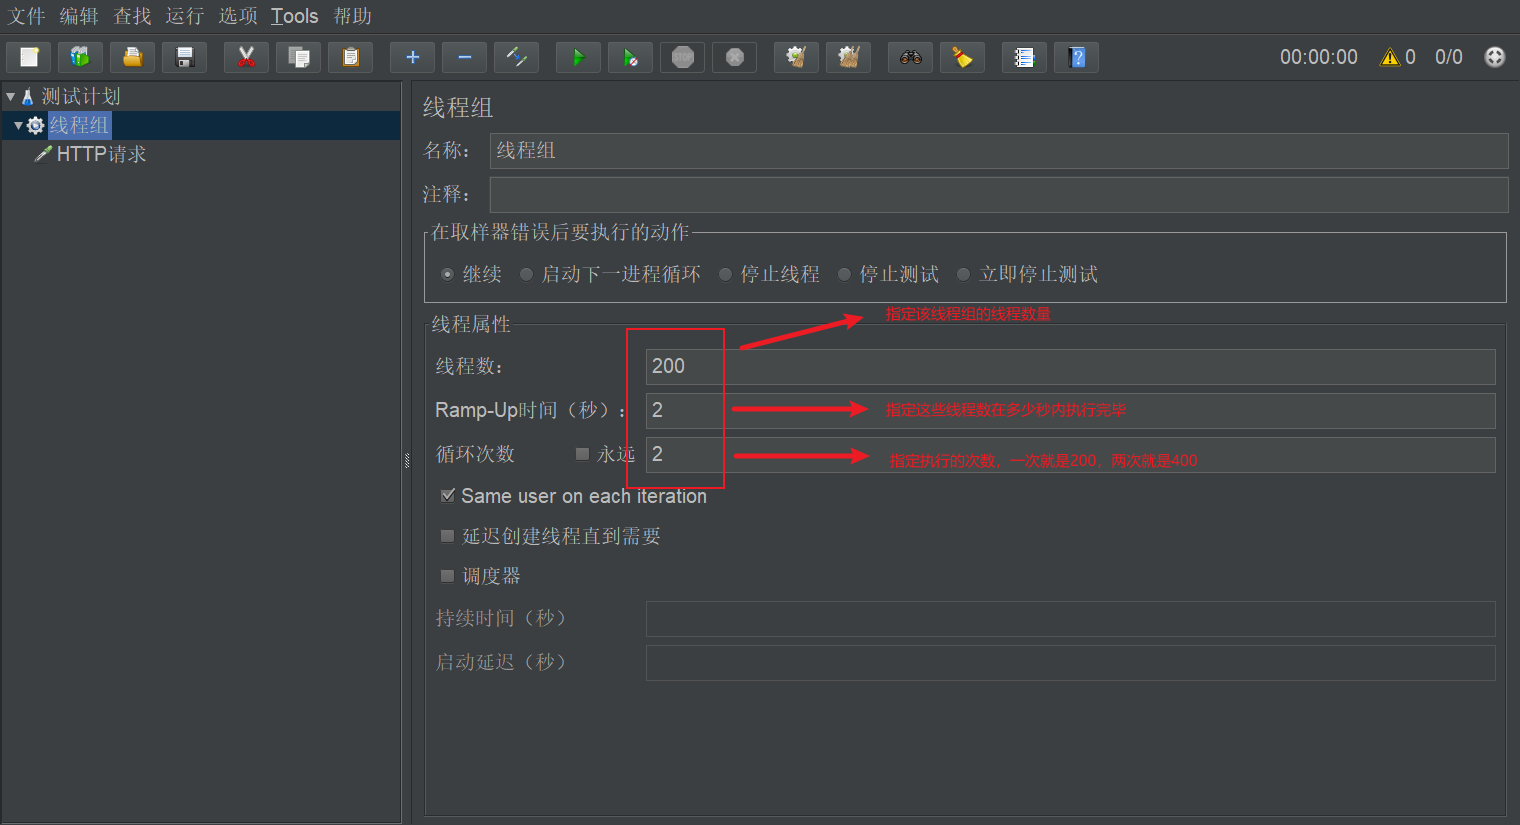 文件 编辑 查找 运行 选项 Tools 帮助
STOP
00:00:00 0 0/0
测试计划
线程组
HTTP请求
线程组
名称： 线程组
注释：
在取样器错误后要执行的动作
继续 启动下一进程循环 停止线程 停止测试 立即停止测试
指定该线程组的线程数量
线程属性
线程数： 200
Ramp-Up时间（秒）： 2 指定这些线程数在多少秒内执行完毕
循环次数 永远 2 指定执行的次数，一次就是200，两次就是400
Same user on each iteration
延迟创建线程直到需要
调度器
持续时间（秒）
启动延迟（秒）